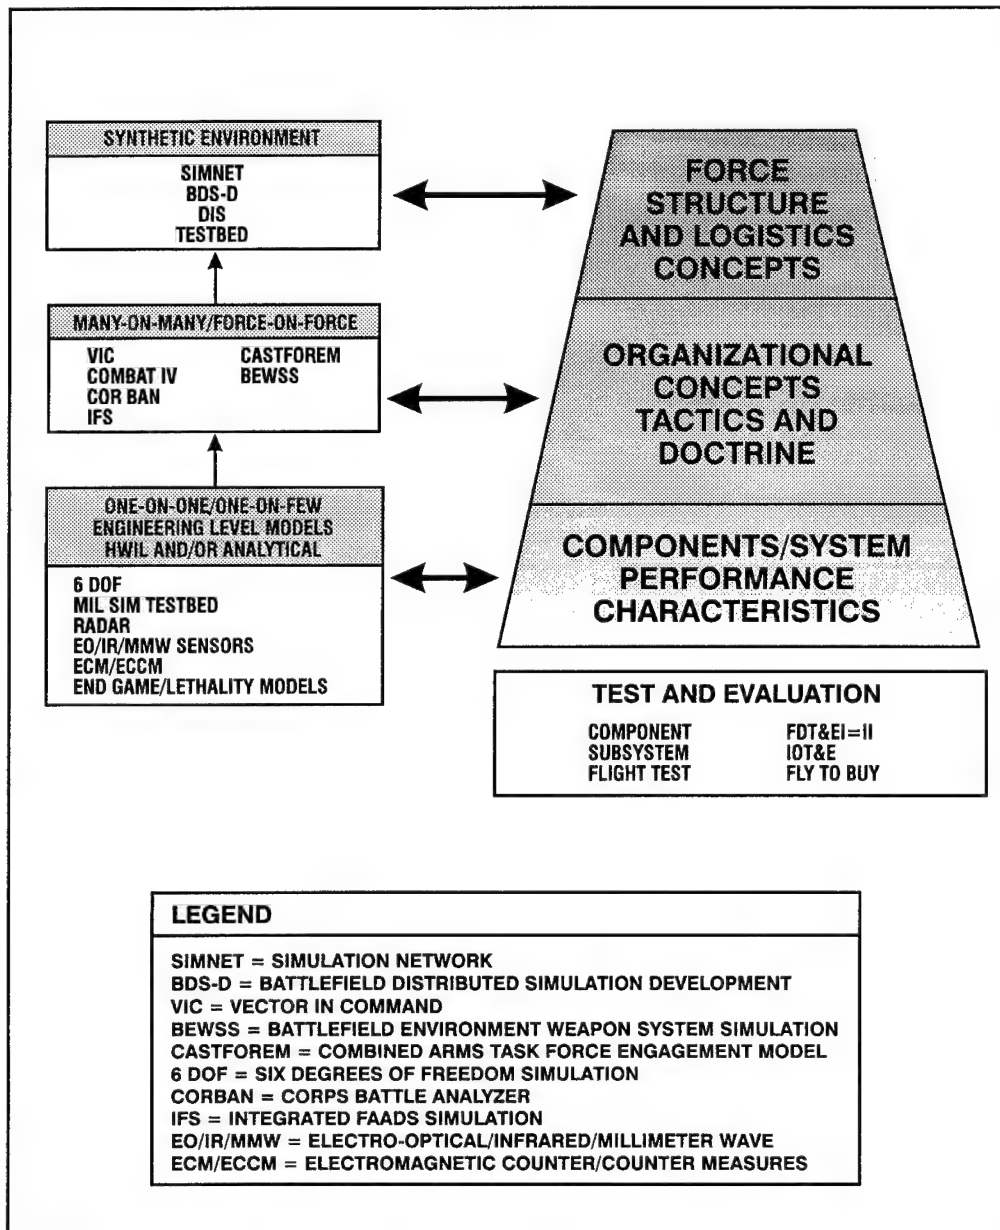 SYNTHETIC ENVIRONMENT
SIMNET
BDS-D
DIS
TESTBED
MANY-ON-MANY/FORCE-ON-FORCE
VIC
COMBAT IV
COR BAN
IFS
CASTFOREM
BEWSS
ONE-ON-ONE/ONE-ON-FEW
ENGINEERING LEVEL MODELS
HWIL AND/OR ANALYTICAL
6 DOF
MIL SIM TESTBED
RADAR
EO/IR/MMW SENSORS
ECM/ECCM
END GAME/LETHALITY MODELS
FORCE
STRUCTURE
AND LOGISTICS
CONCEPTS
ORGANIZATIONAL
CONCEPTS
TACTICS AND
DOCTRINE
COMPONENTS/SYSTEM
PERFORMANCE
CHARACTERISTICS
TEST AND EVALUATION
COMPONENT
SUBSYSTEM
FLIGHT TEST
FDT&EI=II
IOT&E
FLY TO BUY
LEGEND
SIMNET = SIMULATION NETWORK
BDS-D = BATTLEFIELD DISTRIBUTED SIMULATION DEVELOPMENT
VIC = VECTOR IN COMMAND
BEWSS = BATTLEFIELD ENVIRONMENT WEAPON SYSTEM SIMULATION
CASTFOREM = COMBINED ARMS TASK FORCE ENGAGEMENT MODEL
6 DOF = SIX DEGREES OF FREEDOM SIMULATION
CORBAN = CORPS BATTLE ANALYZER
IFS = INTEGRATED FAADS SIMULATION
EO/IR/MMW = ELECTRO-OPTICAL/INFRARED/MILLIMETER WAVE
ECM/ECCM = ELECTROMAGNETIC COUNTER/COUNTER MEASURES